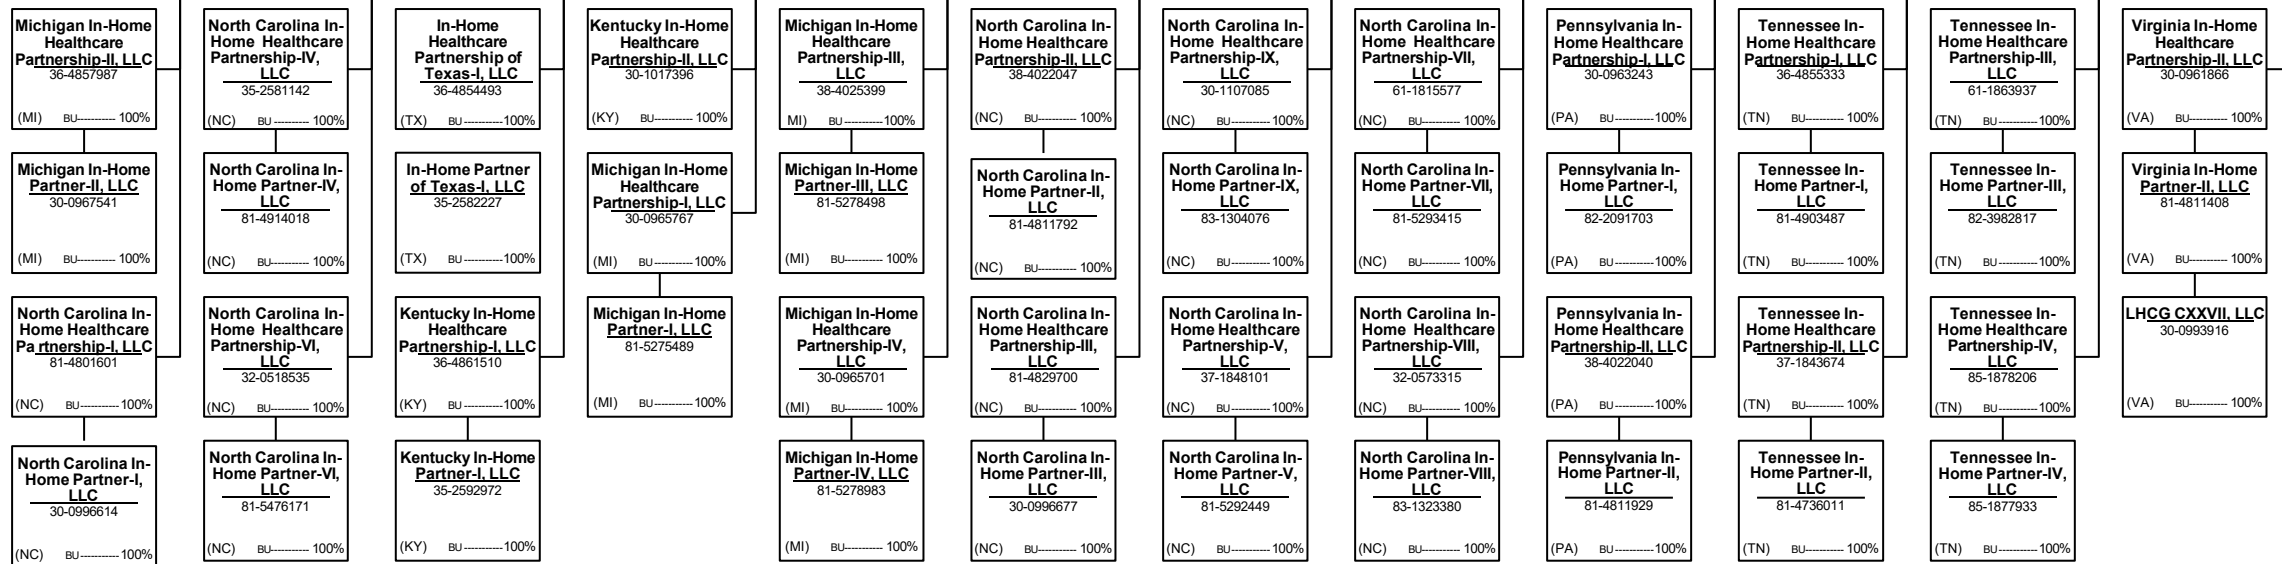 Michigan In-Home
Healthcare
Partnership-II, LLC
36-4857987
(MI) BU----------- 100%
North Carolina In-
Home Healthcare
Partnership-IV,
LLC
35-2581142
(NC) BU ----------- 100%
In-Home
Healthcare
Partnership of
Texas-I, LLC
36-4854493
(TX) BU -----------100%
Kentucky In-Home
Healthcare
Partnership-II, LLC
30-1017396
(KY) BU----------- 100%
Michigan In-Home
Healthcare
Partnership-III,
LLC
38-4025399
MI) BU----------- 100%
North Carolina In-
Home Healthcare
Partnership-II, LLC
38-4022047
(NC) BU----------- 100%
North Carolina In-
Home Healthcare
Partnership-IX,
LLC
30-1107085
(NC) BU----------- 100%
North Carolina In-
Home Healthcare
Partnership-VII,
LLC
61-1815577
(NC) BU----------- 100%
Pennsylvania In-
Home Healthcare
Partnership-I, LLC
30-0963243
(PA) BU-----------100%
Tennessee In-
Home Healthcare
Partnership-I, LLC
36-4855333
(TN) BU----------- 100%
Tennessee In-
Home Healthcare
Partnership-III,
LLC
61-1863937
(TN) BU----------- 100%
Virginia In-Home
Healthcare
Partnership-II, LLC
30-0961866
(VA) BU----------- 100%
Michigan In-Home
Partner-II, LLC
30-0967541
(MI) BU----------- 100%
North Carolina In-
Home Partner-IV,
LLC
81-4914018
(NC) BU----------- 100%
In-Home Partner
of Texas-I, LLC
35-2582227
(TX) BU-----------100%
Michigan In-Home
Healthcare
Partnership-I, LLC
30-0965767
(MI) BU-----------100%
Michigan In-Home
Partner-III, LLC
81-5278498
(MI) BU----------- 100%
North Carolina In-
Home Partner-II,
LLC
81-4811792
(NC) BU----------- 100%
North Carolina In-
Home Partner-IX,
LLC
83-1304076
(NC) BU----------- 100%
North Carolina In-
Home Partner-VII,
LLC
81-5293415
(NC) BU----------- 100%
Pennsylvania In-
Home Partner-I,
LLC
82-2091703
(PA) BU-----------100%
Tennessee In-
Home Partner-I,
LLC
81-4903487
(TN) BU----------- 100%
Tennessee In-
Home Partner-III,
LLC
82-3982817
(TN) BU----------- 100%
Virginia In-Home
Partner-II, LLC
81-4811408
(VA) BU----------- 100%
North Carolina In-
Home Healthcare
Partnership-I, LLC
81-4801601
(NC) BU----------- 100%
North Carolina In-
Home Healthcare
Partnership-VI,
LLC
32-0518535
(NC) BU----------- 100%
Kentucky In-Home
Healthcare
Partnership-I, LLC
36-4861510
(KY) BU -----------100%
Michigan In-Home
Partner-I, LLC
81-5275489
(MI) BU-----------100%
Michigan In-Home
Healthcare
Partnership-IV,
LLC
30-0965701
(MI) BU----------- 100%
North Carolina In-
Home Healthcare
Partnership-III,
LLC
81-4829700
(NC) BU----------- 100%
North Carolina In-
Home Healthcare
Partnership-V,
LLC
37-1848101
(NC) BU----------- 100%
North Carolina In-
Home Healthcare
Partnership-VIII,
LLC
32-0573315
(NC) BU----------- 100%
Pennsylvania In-
Home Healthcare
Partnership-II, LLC
38-4022040
(PA) BU-----------100%
Tennessee In-
Home Healthcare
Partnership-II, LLC
37-1843674
(TN) BU----------- 100%
Tennessee In-
Home Healthcare
Partnership-IV,
LLC
85-1878206
(TN) BU----------- 100%
LHCG CXXVII, LLC
30-0993916
(VA) BU----------- 100%
North Carolina In-
Home Partner-I,
LLC
30-0996614
(NC) BU-----------100%
North Carolina In-
Home Partner-VI,
LLC
81-5476171
(NC) BU----------- 100%
Kentucky In-Home
Partner-I, LLC
35-2592972
(KY) BU -----------100%
Michigan In-Home
Partner-IV, LLC
81-5278983
(MI) BU----------- 100%
North Carolina In-
Home Partner-III,
LLC
30-0996677
(NC) BU----------- 100%
North Carolina In-
Home Partner-V,
LLC
81-5292449
(NC) BU----------- 100%
North Carolina In-
Home Partner-VIII,
LLC
83-1323380
(NC) BU----------- 100%
Pennsylvania In-
Home Partner-II,
LLC
81-4811929
(PA) BU-----------100%
Tennessee In-
Home Partner-II,
LLC
81-4736011
(TN) BU----------- 100%
Tennessee In-
Home Partner-IV,
LLC
85-1877933
(TN) BU----------- 100%